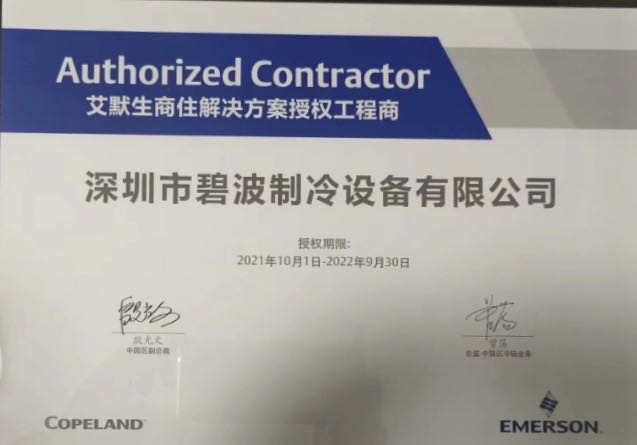 Authorized Contractor
艾默生商住解决方案授权工程商
深圳市碧波制冷设备有限公司
授权期限:
2021年10月1日-2022年9月30日
殷光文
中国区副总裁
曾茜
总监-中国区冷链业务
COPELAND
EMERSON